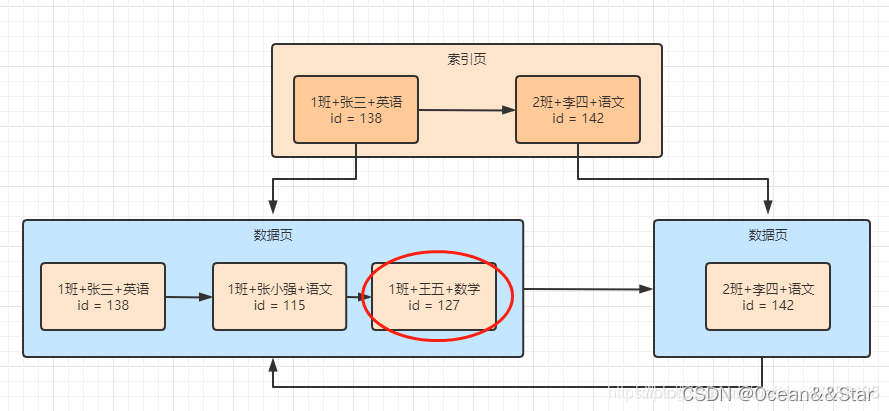 索引页
1班+张三+英语
id = 138
2班+李四+语文
id = 142
数据页
1班+张三+英语
id = 138
1班+张小强+语文
id = 115
1班+王五+数学
id = 127
数据页
2班+李四+语文
id = 142
CSDN @Ocean&&Star